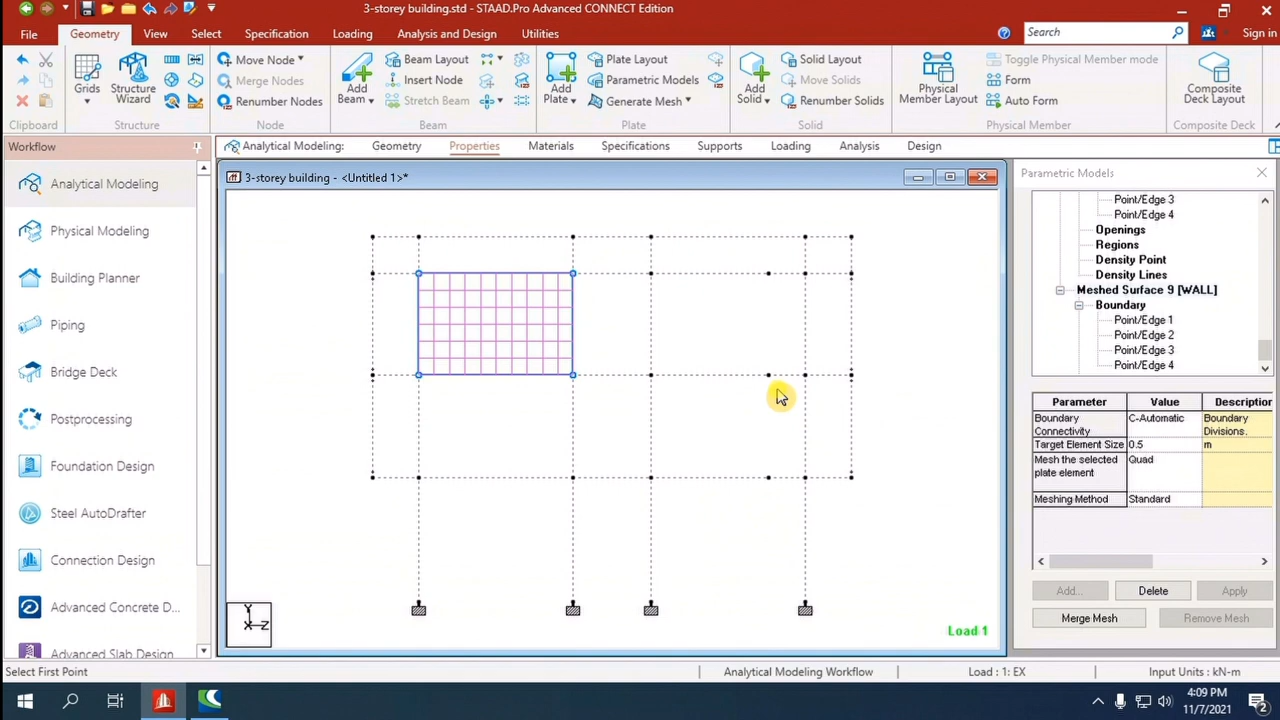 3-storey building.std - STAAD.Pro Advanced CONNECT Edition
File Geometry View Select Specification Loading Analysis and Design Utilities Search Sign in
Grids
Structure Wizard
Move Node
Merge Nodes
Renumber Nodes
Add Beam
Beam Layout
Insert Node
Stretch Beam
Add Plate
Plate Layout
Parametric Models
Generate Mesh
Add Solid
Solid Layout
Move Solids
Renumber Solids
Physical Member Layout
Toggle Physical Member mode
Form
Auto Form
Composite Deck Layout
Clipboard Structure Node Beam Plate Solid Physical Member Composite Deck
Workflow
Analytical Modeling
Physical Modeling
Building Planner
Piping
Bridge Deck
Postprocessing
Foundation Design
Steel AutoDrafter
Connection Design
Advanced Concrete D...
Advanced Slab Design
Analytical Modeling: Geometry Properties Materials Specifications Supports Loading Analysis Design
3-storey building - <Untitled 1>*
Y
X Z
Load 1
Parametric Models
Point/Edge 3
Point/Edge 4
Openings
Regions
Density Point
Density Lines
Meshed Surface 9 [WALL]
Boundary
Point/Edge 1
Point/Edge 2
Point/Edge 3
Point/Edge 4
Parameter Value Description
Boundary Connectivity C-Automatic Boundary Divisions.
Target Element Size 0.5 m
Mesh the selected plate element Quad
Meshing Method Standard
Add... Delete Apply
Merge Mesh Remove Mesh
Select First Point Analytical Modeling Workflow Load : 1: EX Input Units : kN-m
4:09 PM
11/7/2021
2